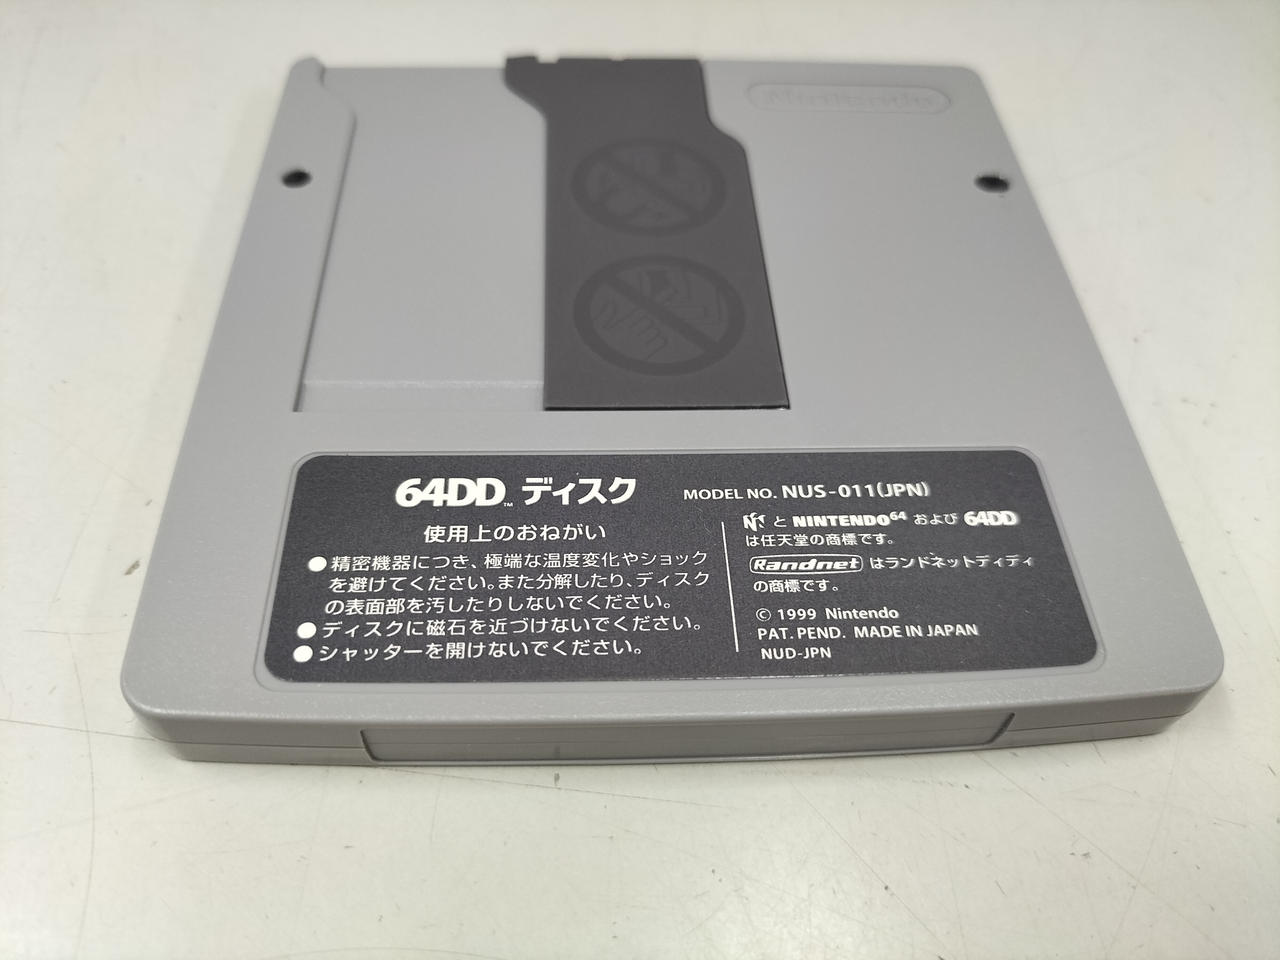 Nintendo
64DD™ ディスク
MODEL NO. NUS-011(JPN)
使用上のおねがい
●精密機器につき、極端な温度変化やショック
を避けてください。また分解したり、ディスク
の表面部を汚したりしないでください。
●ディスクに磁石を近づけないでください。
●シャッターを開けないでください。
N と NINTENDO64 および 64DD
は任天堂の商標です。
Randnet はランドネットディディ
の商標です。
© 1999 Nintendo
PAT. PEND. MADE IN JAPAN
NUD-JPN